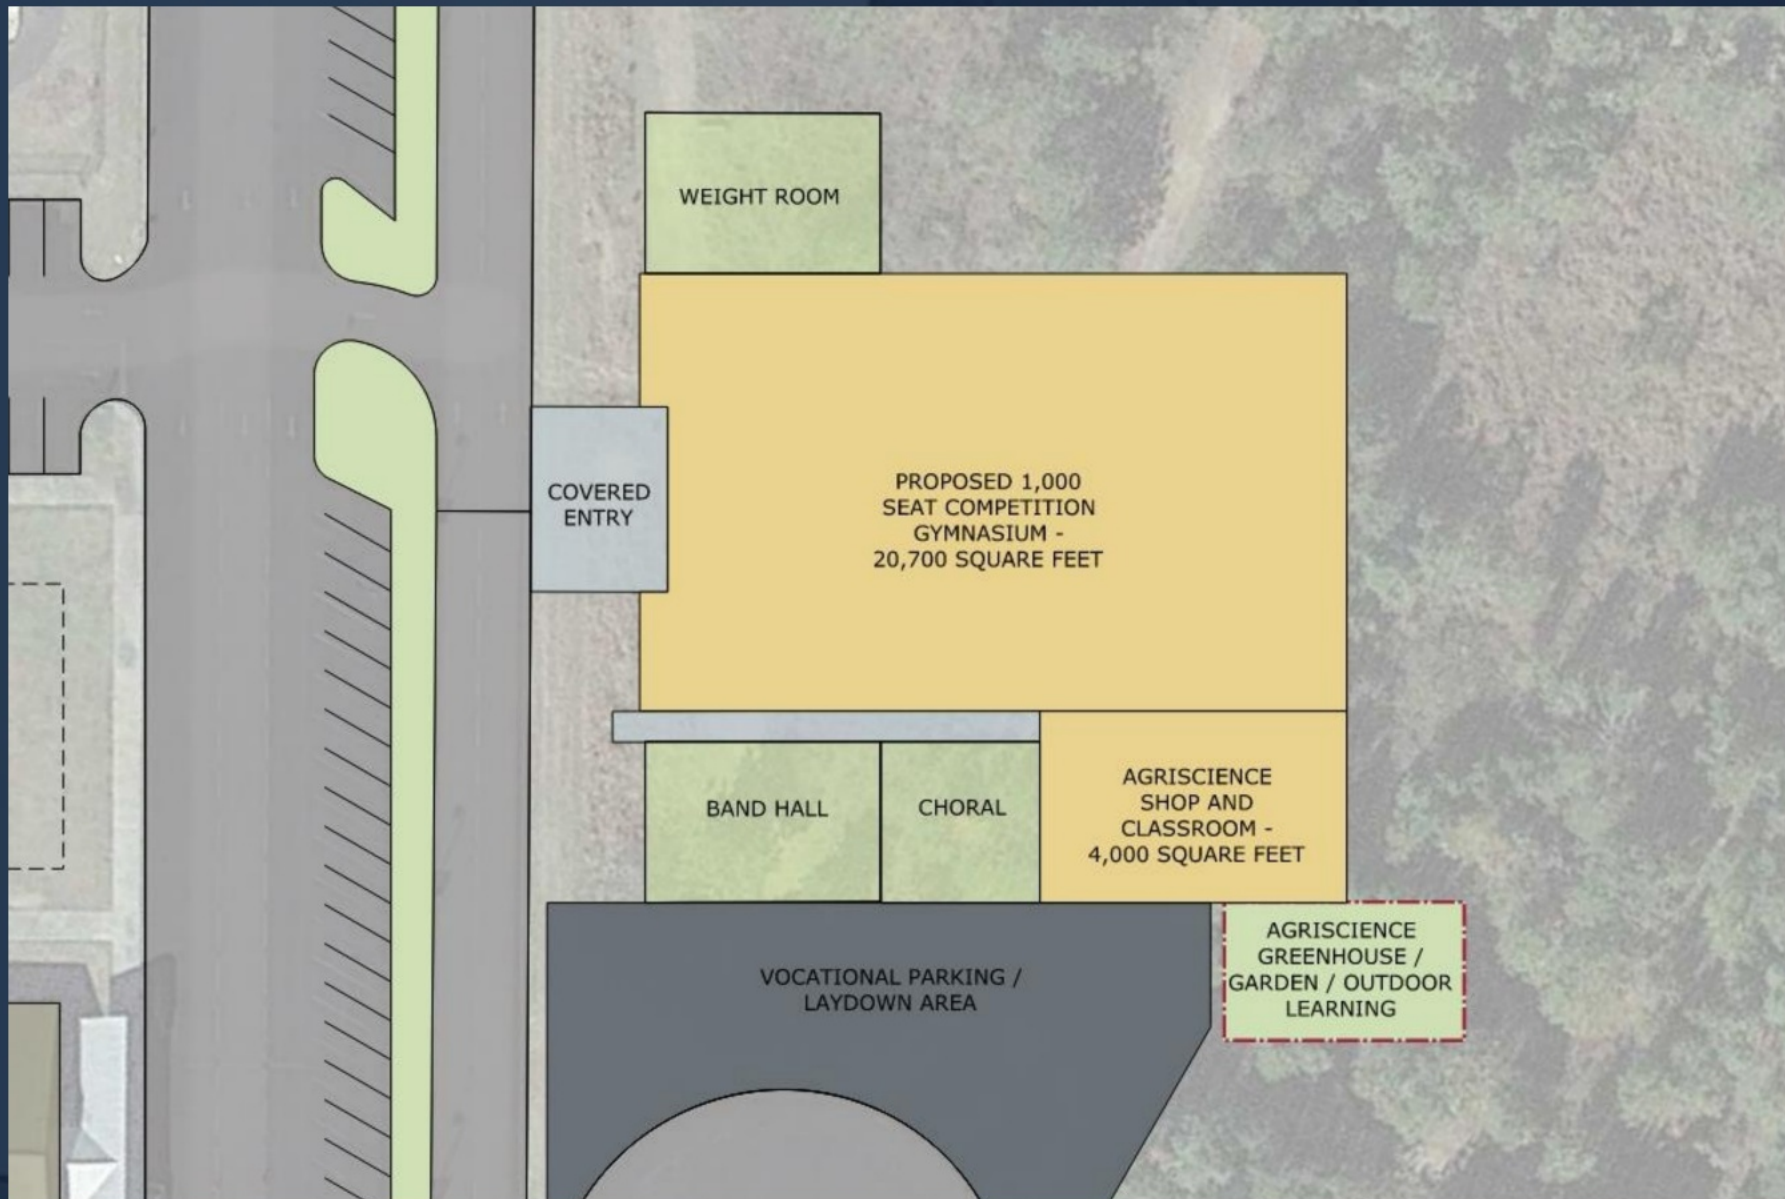 WEIGHT ROOM
COVERED
ENTRY
PROPOSED 1,000
SEAT COMPETITION
GYMNASIUM -
20,700 SQUARE FEET
BAND HALL
CHORAL
AGRISCIENCE
SHOP AND
CLASSROOM -
4,000 SQUARE FEET
VOCATIONAL PARKING /
LAYDOWN AREA
AGRISCIENCE
GREENHOUSE /
GARDEN / OUTDOOR
LEARNING